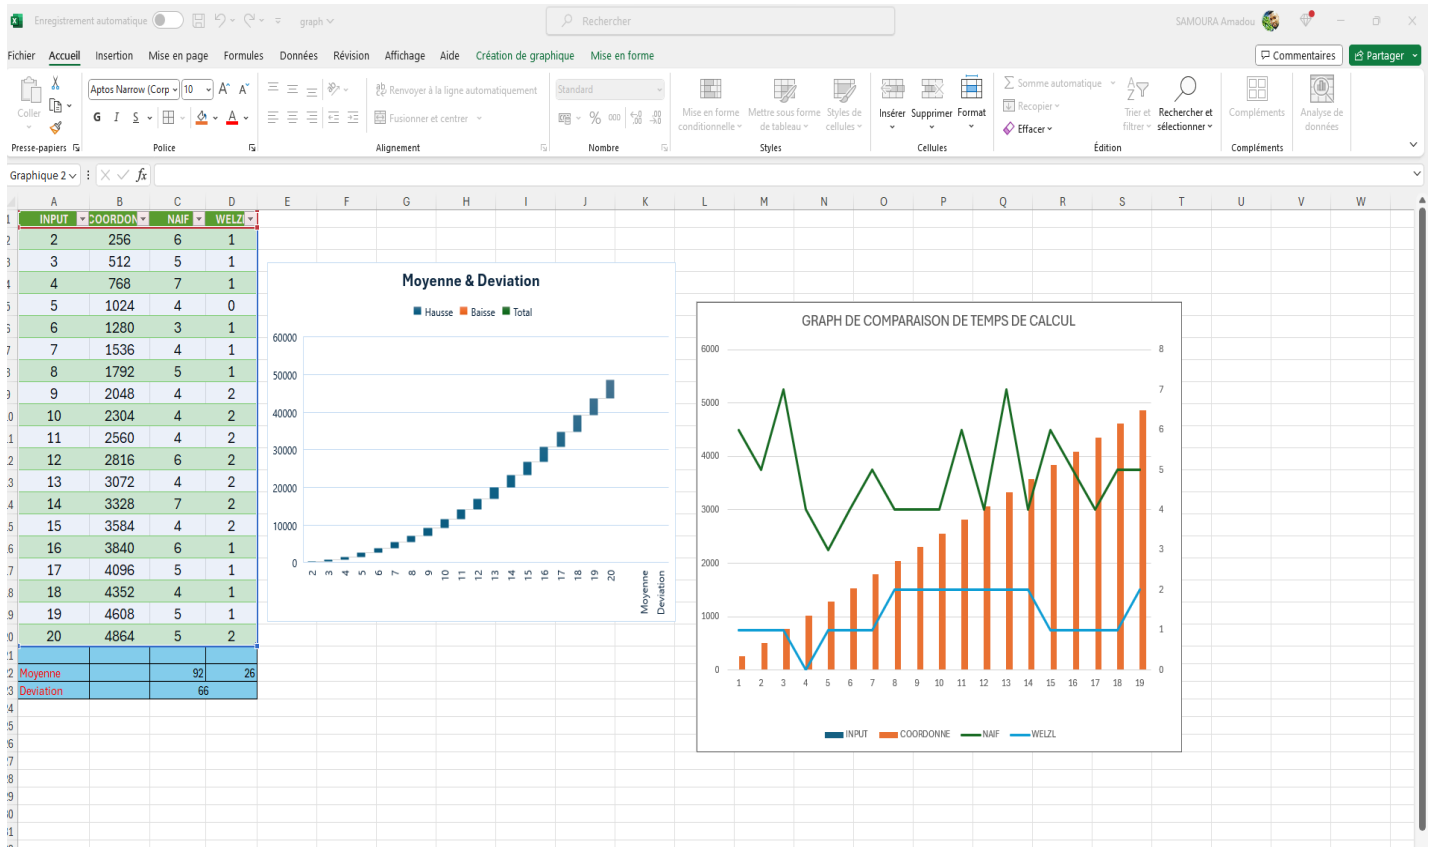 Enregistrement automatique graph Rechercher SAMOURA Amadou
Fichier Accueil Insertion Mise en page Formules Données Révision Affichage Aide Création de graphique Mise en forme Commentaires Partager
Coller
Presse-papiers
Aptos Narrow (Corp 10 A A
G I S A
Police
Renvoyer à la ligne automatiquement
Fusionner et centrer
Alignement
Standard
% 000
Nombre
Mise en forme conditionnelle
Mettre sous forme de tableau
Styles de cellules
Styles
Insérer Supprimer Format
Cellules
Somme automatique
Recopier
Effacer
Trier et filtrer
Rechercher et sélectionner
Édition
Compléments
Compléments
Analyse de données
Graphique 2 fx
A B C D E F G H I J K L M N O P Q R S T U V W
INPUT COORDON NAIF WELZL
2 256 6 1
3 512 5 1
4 768 7 1
5 1024 4 0
6 1280 3 1
7 1536 4 1
8 1792 5 1
9 2048 4 2
10 2304 4 2
11 2560 4 2
12 2816 6 2
13 3072 4 2
14 3328 7 2
15 3584 4 2
16 3840 6 1
17 4096 5 1
18 4352 4 1
19 4608 5 1
20 4864 5 2
Moyenne 92 26
Deviation 66
Moyenne & Deviation
Hausse Baisse Total
60000
50000
40000
30000
20000
10000
0
2 3 4 5 6 7 8 9 10 11 12 13 14 15 16 17 18 19 20 Moyenne Deviation
GRAPH DE COMPARAISON DE TEMPS DE CALCUL
6000 8
7
5000
6
4000 5
3000 4
3
2000
2
1000
1
0 0
1 2 3 4 5 6 7 8 9 10 11 12 13 14 15 16 17 18 19
INPUT COORDONNE NAIF WELZL